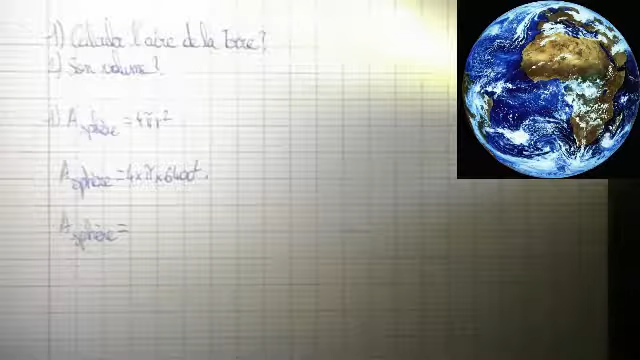 1) Calculer l'aire de la Terre?
2) Son volume?
1) A sphère = 4πr²
A sphère = 4×π×6400².
A sphère =